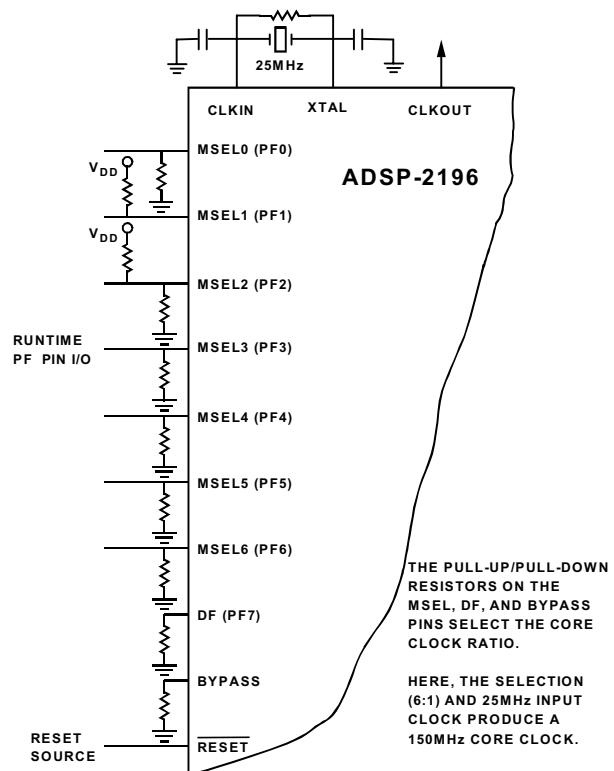 25MHz
CLKIN
XTAL
CLKOUT
MSEL0 (PF0)
VDD
ADSP-2196
MSEL1 (PF1)
VDD
MSEL2 (PF2)
RUNTIME
PF PIN I/O
MSEL3 (PF3)
MSEL4 (PF4)
MSEL5 (PF5)
MSEL6 (PF6)
DF (PF7)
BYPASS
RESET
SOURCE
RESET
THE PULL-UP/PULL-DOWN
RESISTORS ON THE
MSEL, DF, AND BYPASS
PINS SELECT THE CORE
CLOCK RATIO.
HERE, THE SELECTION
(6:1) AND 25MHz INPUT
CLOCK PRODUCE A
150MHz CORE CLOCK.